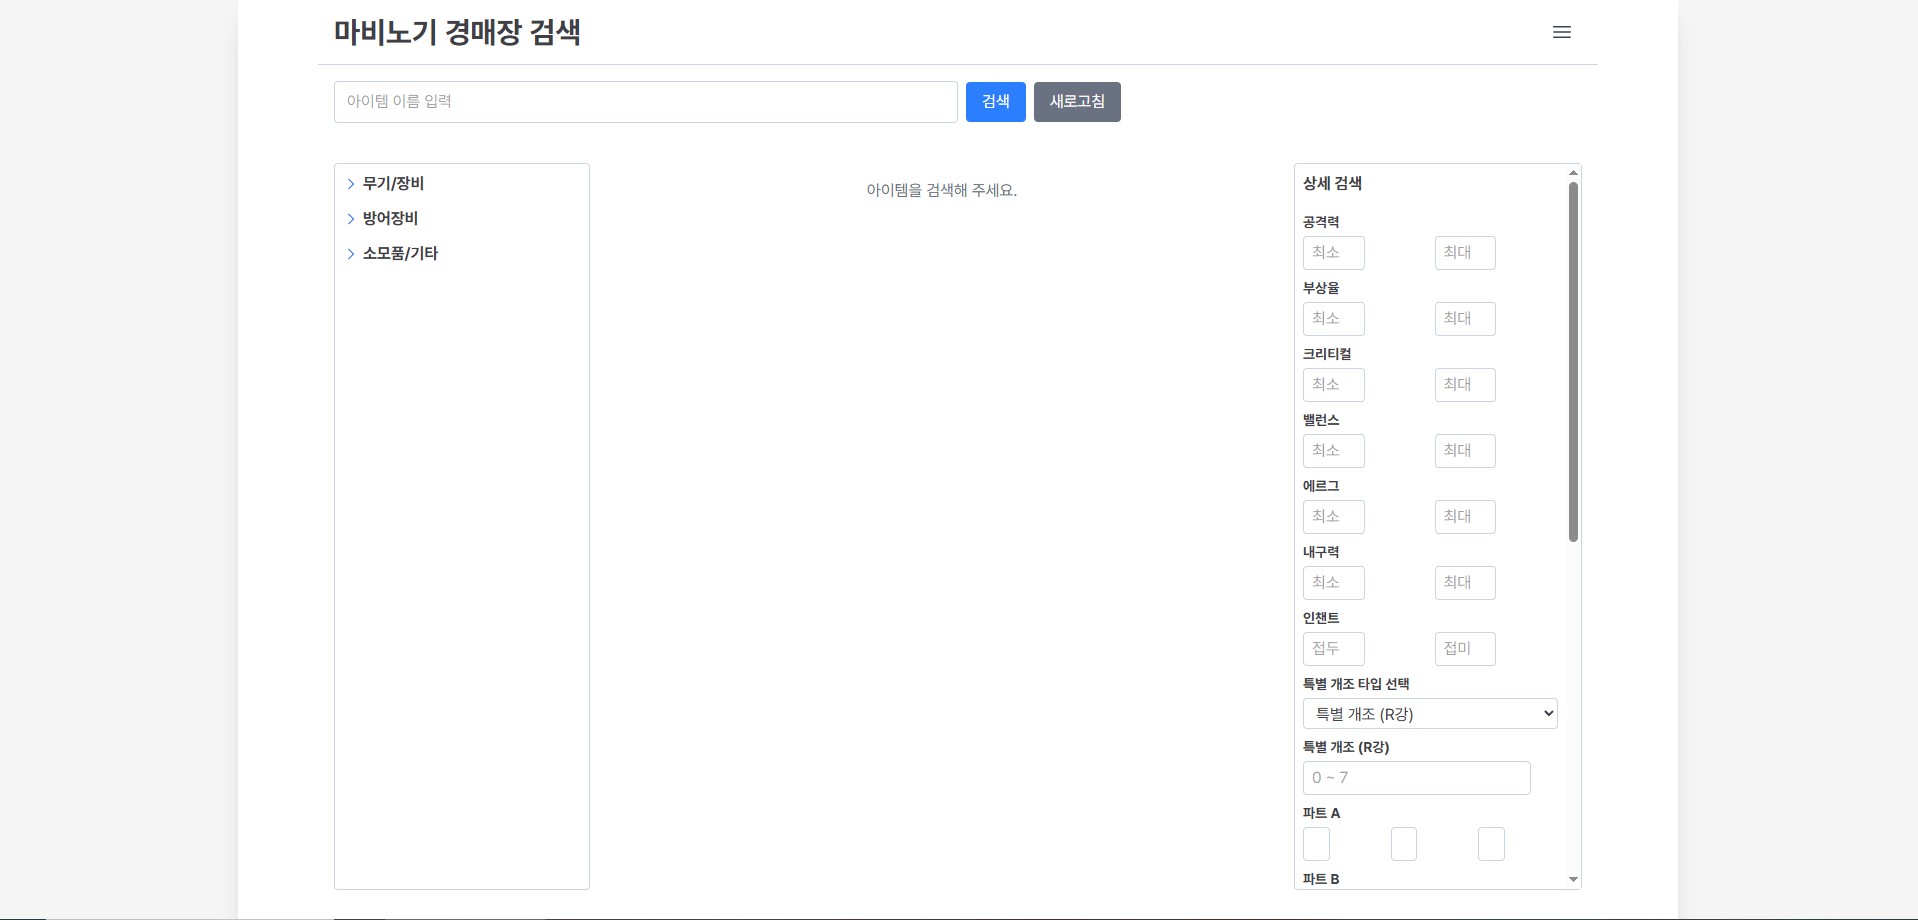 마비노기 경매장 검색
아이템 이름 입력
검색
새로고침
무기/장비
방어장비
소모품/기타
아이템을 검색해 주세요.
상세 검색
공격력
최소 최대
부상율
최소 최대
크리티컬
최소 최대
밸런스
최소 최대
에르그
최소 최대
내구력
최소 최대
인챈트
접두 접미
특별 개조 타입 선택
특별 개조 (R강)
특별 개조 (R강)
0 ~ 7
파트 A
파트 B